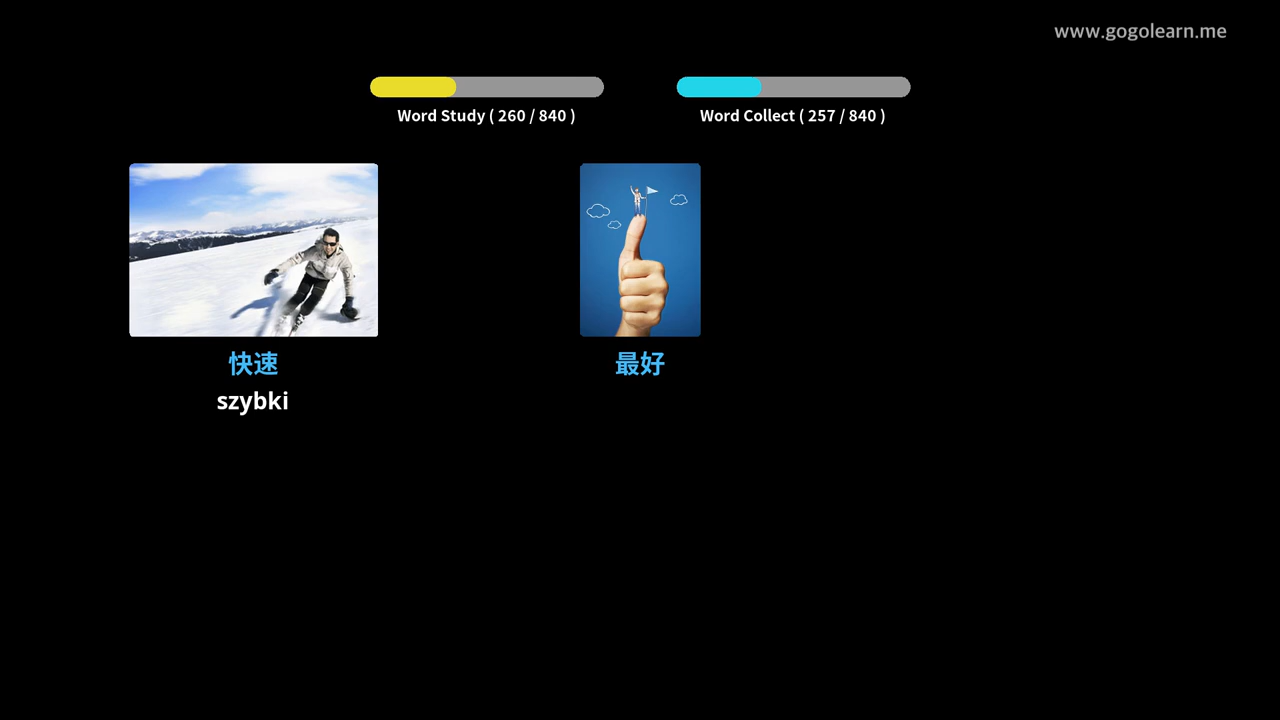 www.gogolearn.me
Word Study ( 260 / 840 )
Word Collect ( 257 / 840 )
快速
szybki
最好